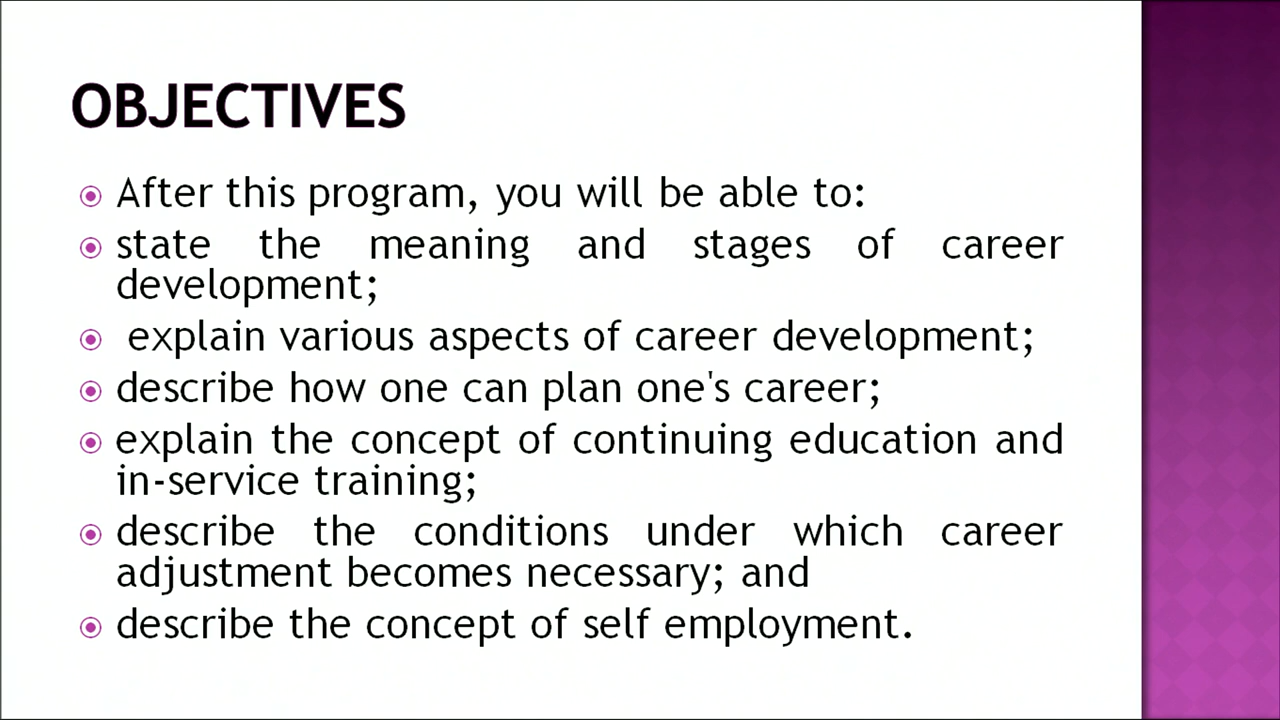 OBJECTIVES
After this program, you will be able to:
state the meaning and stages of career
development;
explain various aspects of career development;
describe how one can plan one's career;
explain the concept of continuing education and
in-service training;
describe the conditions under which career
adjustment becomes necessary; and
describe the concept of self employment.